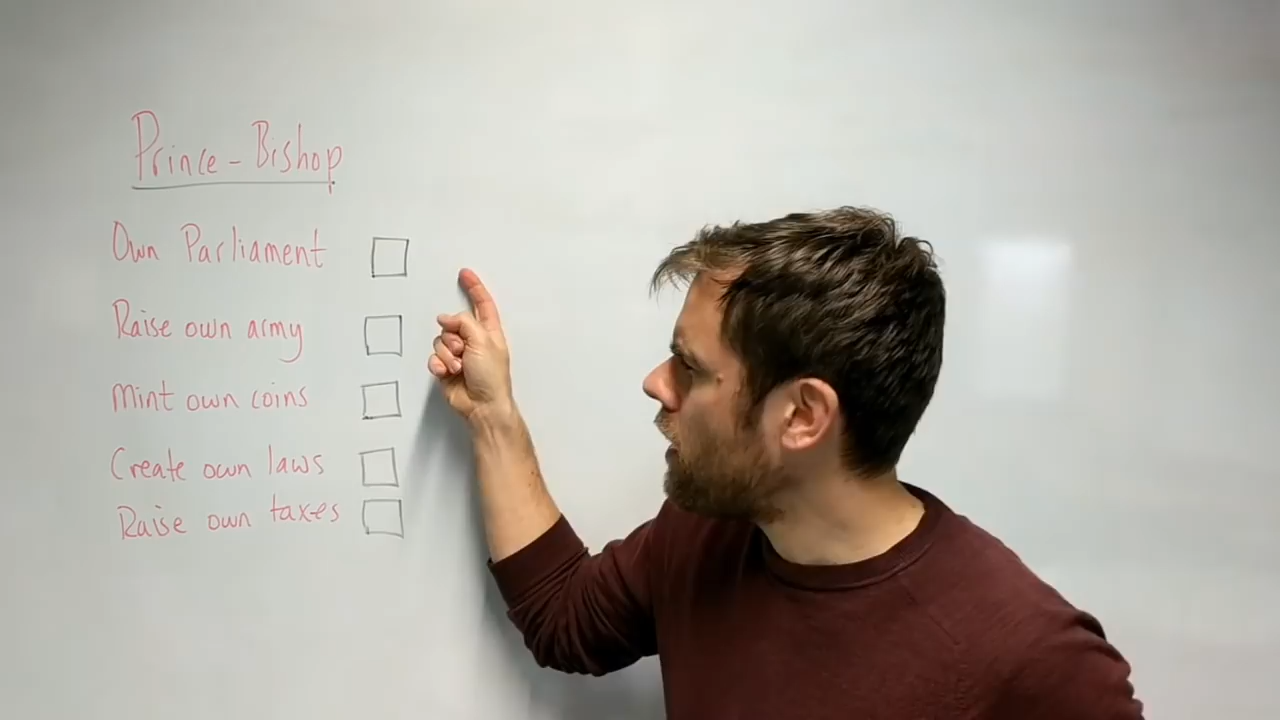 Prince-Bishop
Own Parliament
Raise own army
Mint own coins
Create own laws
Raise own taxes